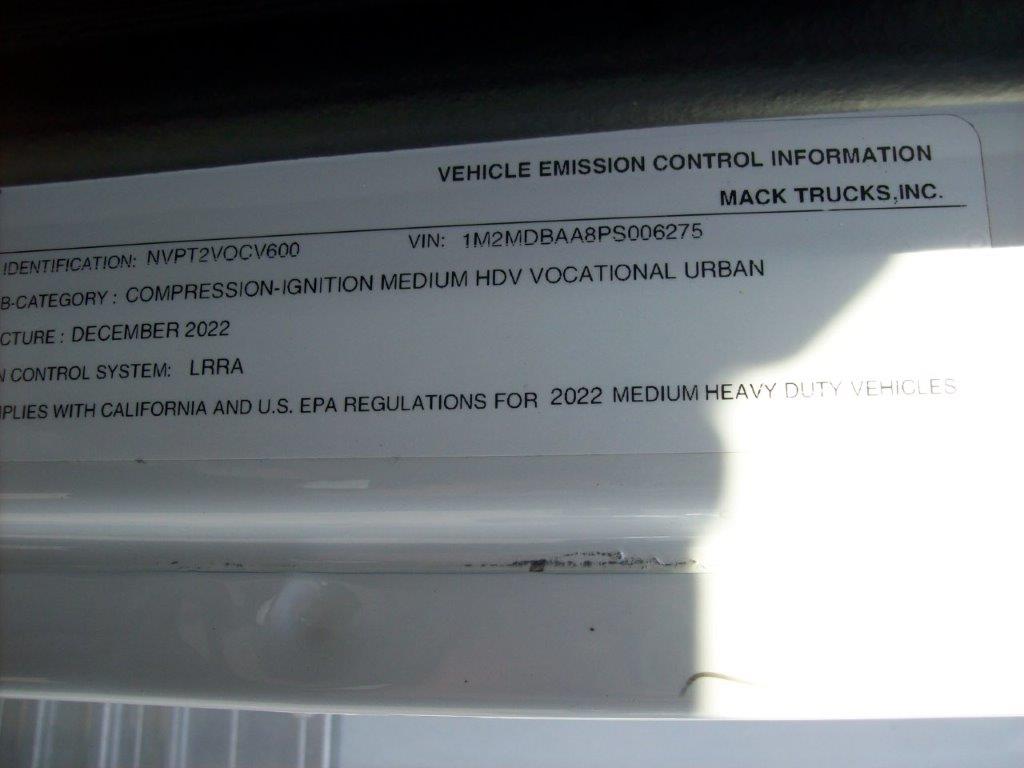 VEHICLE EMISSION CONTROL INFORMATION
MACK TRUCKS,INC.
IDENTIFICATION: NVPT2VOCV600 VIN: 1M2MDBAA8PS006275
B-CATEGORY : COMPRESSION-IGNITION MEDIUM HDV VOCATIONAL URBAN
CTURE : DECEMBER 2022
N CONTROL SYSTEM: LRRA
MPLIES WITH CALIFORNIA AND U.S. EPA REGULATIONS FOR 2022 MEDIUM HEAVY DUTY VEHICLES